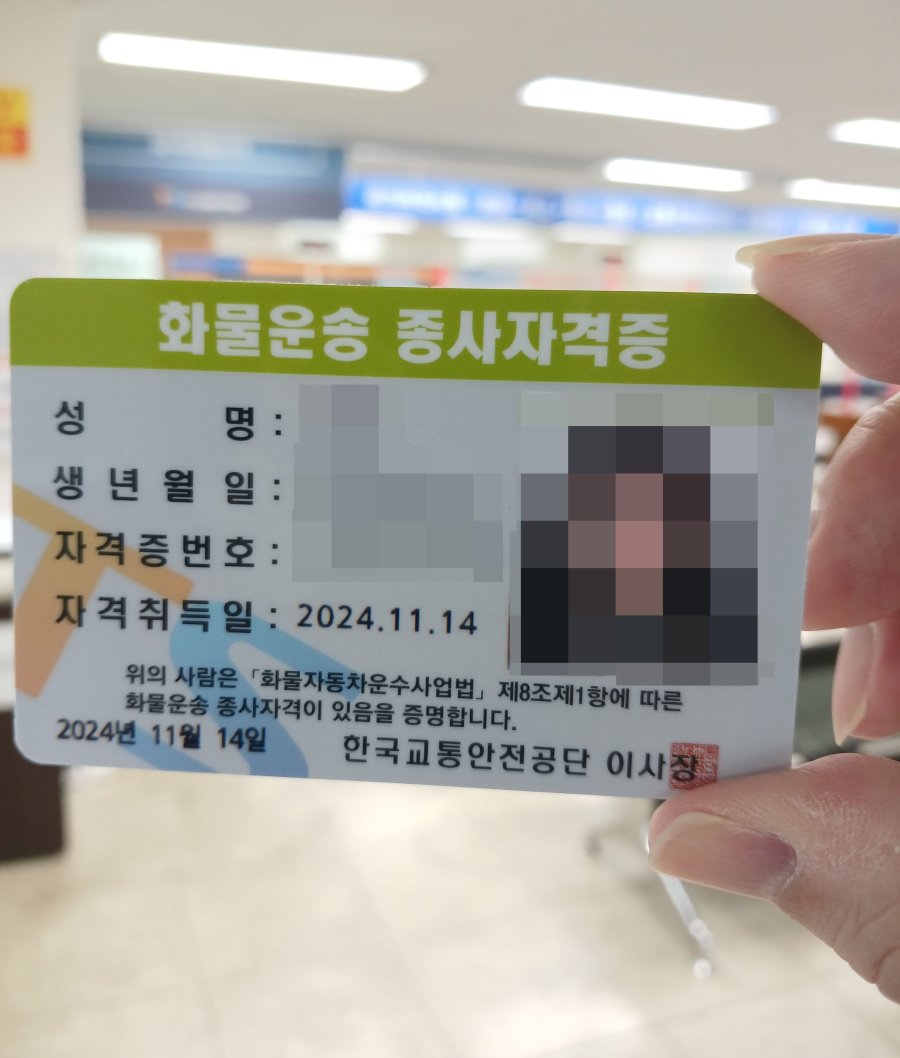 화물운송 종사자격증
성 명 :
생 년 월 일 :
자격증번호 :
자격취득일 : 2024.11.14
위의 사람은 「화물자동차운수사업법」 제8조제1항에 따른
화물운송 종사자격이 있음을 증명합니다.
2024년 11월 14일
한국교통안전공단 이사장